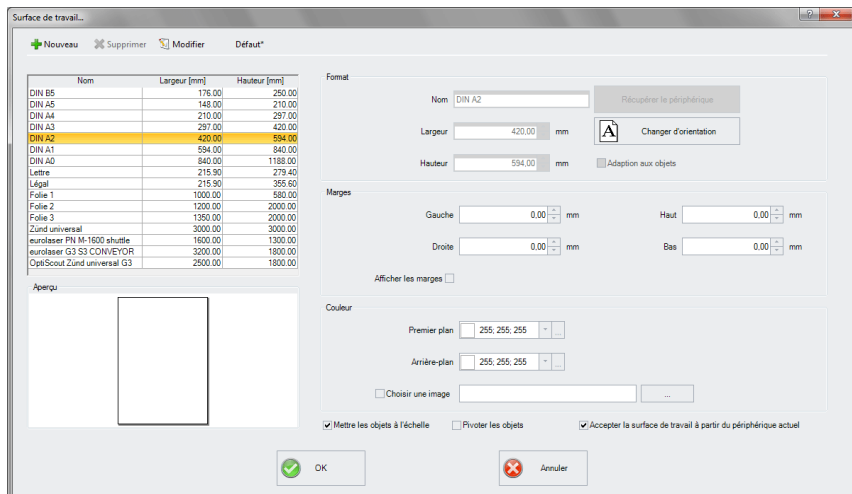 Surface de travail...
Nouveau Supprimer Modifier Défaut*
Nom Largeur [mm] Hauteur [mm]
DIN B5 176.00 250.00
DIN A5 148.00 210.00
DIN A4 210.00 297.00
DIN A3 297.00 420.00
DIN A2 420.00 594.00
DIN A1 594.00 840.00
DIN A0 840.00 1188.00
Lettre 215.90 279.40
Légal 215.90 355.60
Folie 1 1000.00 580.00
Folie 2 1200.00 2000.00
Folie 3 1350.00 2000.00
Zünd universal 3000.00 3000.00
eurolaser PN M-1600 shuttle 1600.00 1300.00
eurolaser G3 S3 CONVEYOR 3200.00 1800.00
OptiScout Zünd universal G3 2500.00 1800.00
Aperçu
Format
Nom DIN A2 Récupérer le périphérique
Largeur 420,00 mm A Changer d'orientation
Hauteur 594,00 mm Adaption aux objets
Marges
Gauche 0,00 mm Haut 0,00 mm
Droite 0,00 mm Bas 0,00 mm
Afficher les marges
Couleur
Premier plan 255; 255; 255 ...
Arrière-plan 255; 255; 255 ...
Choisir une image ...
Mettre les objets à l'échelle Pivoter les objets Accepter la surface de travail à partir du périphérique actuel
OK Annuler